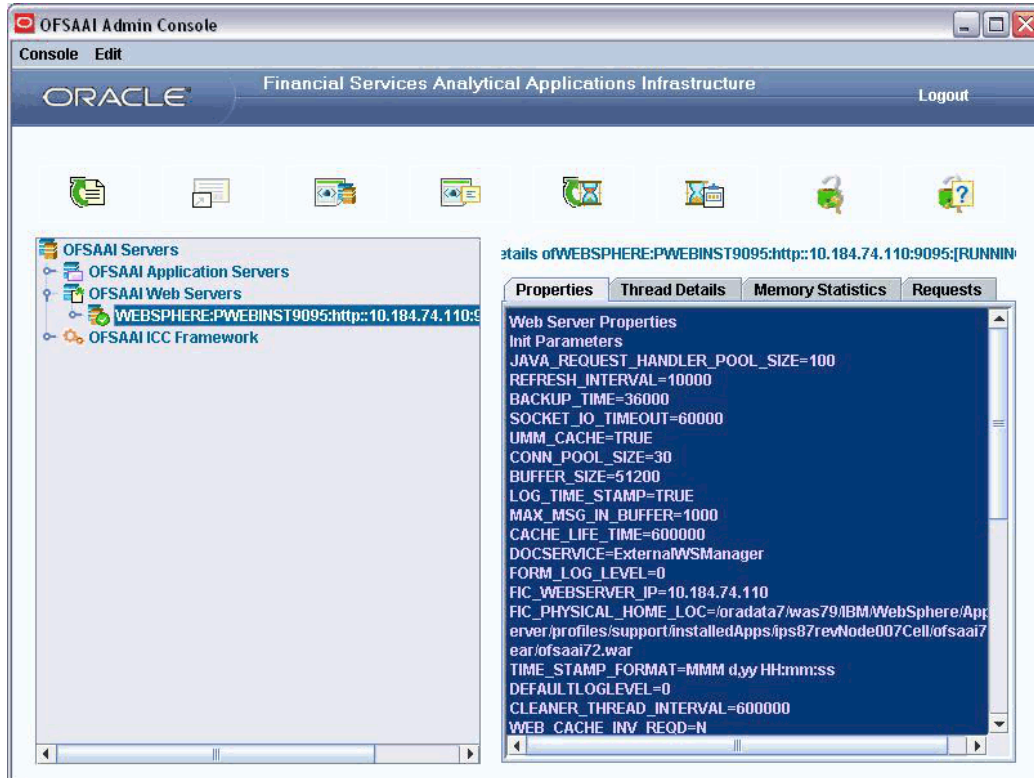 OFSAAI Admin Console
Console Edit
ORACLE
Financial Services Analytical Applications Infrastructure
Logout
OFSAAI Servers
OFSAAI Application Servers
OFSAAI Web Servers
WEBSPHERE:PWEBINST9095:http::10.184.74.110:9
OFSAAI ICC Framework
etails ofWEBSPHERE:PWEBINST9095:http::10.184.74.110:9095:[RUNNIN
Properties Thread Details Memory Statistics Requests
Web Server Properties
Init Parameters
JAVA_REQUEST_HANDLER_POOL_SIZE=100
REFRESH_INTERVAL=10000
BACKUP_TIME=36000
SOCKET_IO_TIMEOUT=60000
UMM_CACHE=TRUE
CONN_POOL_SIZE=30
BUFFER_SIZE=51200
LOG_TIME_STAMP=TRUE
MAX_MSG_IN_BUFFER=1000
CACHE_LIFE_TIME=600000
DOCSERVICE=ExternalWSManager
FORM_LOG_LEVEL=0
FIC_WEBSERVER_IP=10.184.74.110
FIC_PHYSICAL_HOME_LOC=/oradata7/was79/IBM/WebSphere/App
erver/profiles/support/installedApps/ips87revNode007Cell/ofsaai7
ear/ofsaai72.war
TIME_STAMP_FORMAT=MMM d,yy HH:mm:ss
DEFAULTLOGLEVEL=0
CLEANER_THREAD_INTERVAL=600000
WEB_CACHE_INV_REQD=N